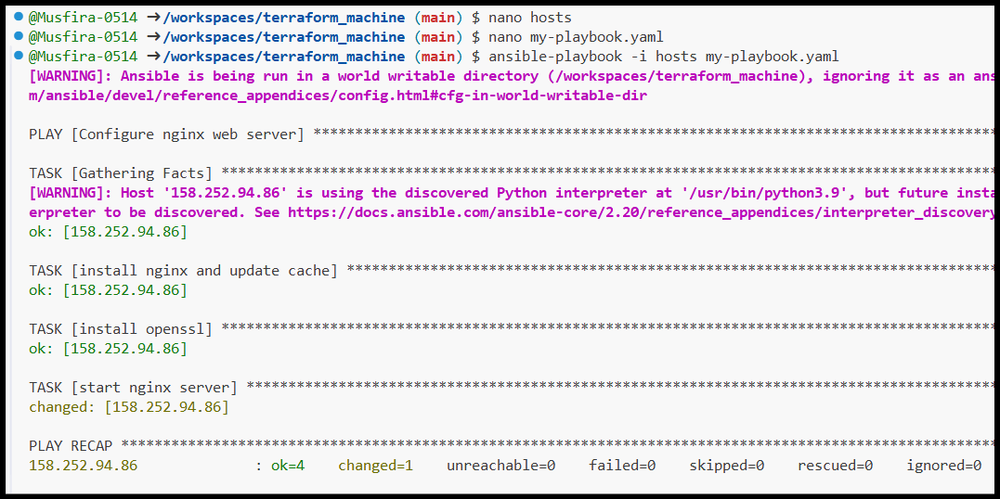 @Musfira-0514 ➜/workspaces/terraform_machine (main) $ nano hosts
@Musfira-0514 ➜/workspaces/terraform_machine (main) $ nano my-playbook.yaml
@Musfira-0514 ➜/workspaces/terraform_machine (main) $ ansible-playbook -i hosts my-playbook.yaml
[WARNING]: Ansible is being run in a world writable directory (/workspaces/terraform_machine), ignoring it as an ans
m/ansible/devel/reference_appendices/config.html#cfg-in-world-writable-dir
PLAY [Configure nginx web server] **********************************************************************************
TASK [Gathering Facts] *********************************************************************************************
[WARNING]: Host '158.252.94.86' is using the discovered Python interpreter at '/usr/bin/python3.9', but future insta
erpreter to be discovered. See https://docs.ansible.com/ansible-core/2.20/reference_appendices/interpreter_discovery
ok: [158.252.94.86]
TASK [install nginx and update cache] ******************************************************************************
ok: [158.252.94.86]
TASK [install openssl] *********************************************************************************************
ok: [158.252.94.86]
TASK [start nginx server] ******************************************************************************************
changed: [158.252.94.86]
PLAY RECAP *********************************************************************************************************
158.252.94.86 : ok=4 changed=1 unreachable=0 failed=0 skipped=0 rescued=0 ignored=0